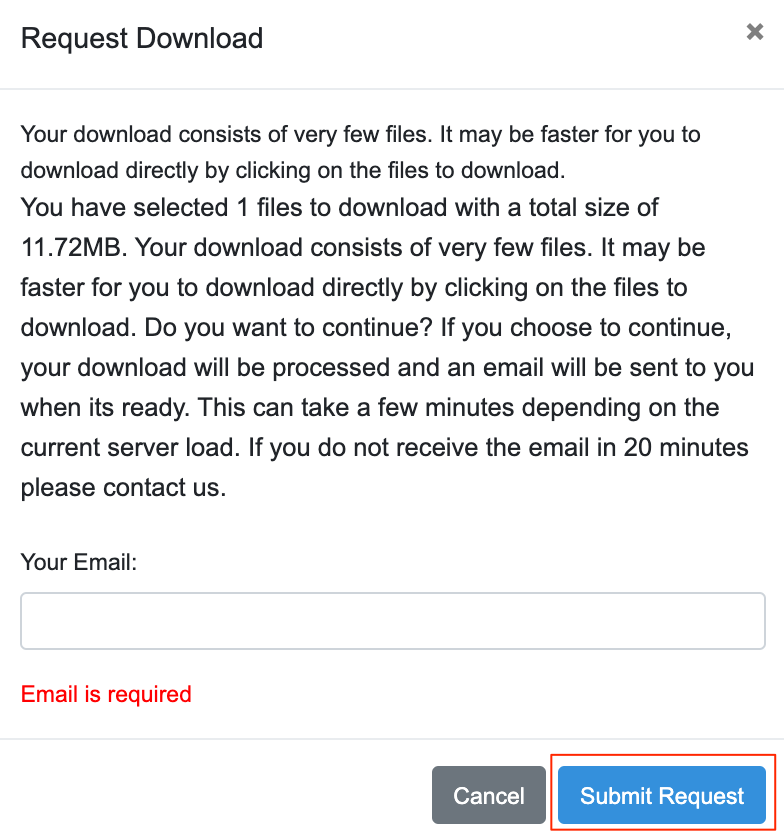 Request Download
Your download consists of very few files. It may be faster for you to
download directly by clicking on the files to download.
You have selected 1 files to download with a total size of
11.72MB. Your download consists of very few files. It may be
faster for you to download directly by clicking on the files to
download. Do you want to continue? If you choose to continue,
your download will be processed and an email will be sent to you
when its ready. This can take a few minutes depending on the
current server load. If you do not receive the email in 20 minutes
please contact us.
Your Email:
Email is required
Cancel
Submit Request